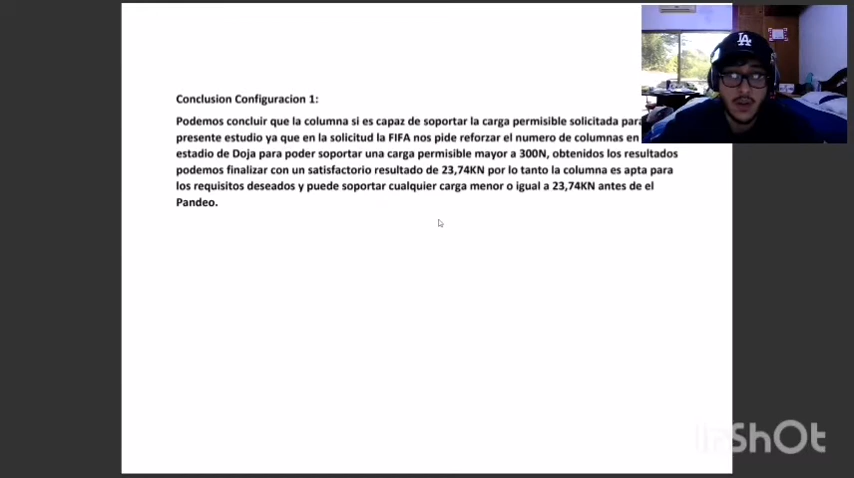 Conclusion Configuracion 1:
Podemos concluir que la columna si es capaz de soportar la carga permisible solicitada para
presente estudio ya que en la solicitud la FIFA nos pide reforzar el numero de columnas en
estadio de Doja para poder soportar una carga permisible mayor a 300N, obtenidos los resultados
podemos finalizar con un satisfactorio resultado de 23,74KN por lo tanto la columna es apta para
los requisitos deseados y puede soportar cualquier carga menor o igual a 23,74KN antes de el
Pandeo.
LA
ShOt